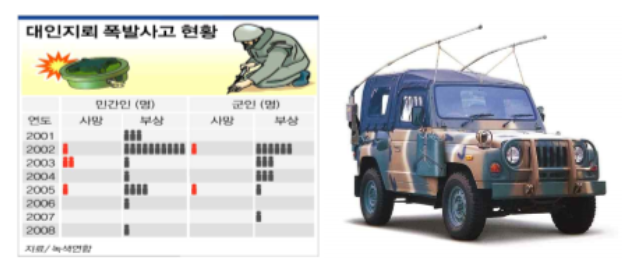 대인지뢰 폭발사고 현황
민간인 (명) 군인 (명)
연도 사망 부상 사망 부상
2001
2002
2003
2004
2005
2006
2007
2008
자료/ 녹색연합